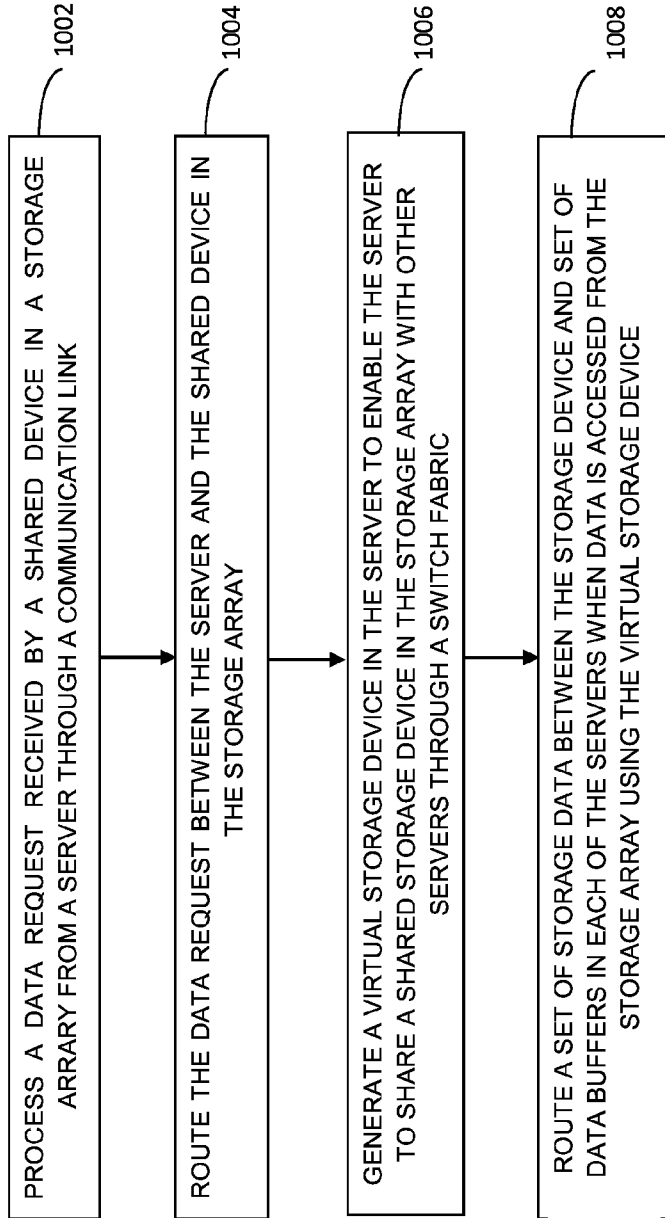 PROCESS A DATA REQUEST RECEIVED BY A SHARED DEVICE IN A STORAGE
ARRARY FROM A SERVER THROUGH A COMMUNICATION LINK
1002
ROUTE THE DATA REQUEST BETWEEN THE SERVER AND THE SHARED DEVICE IN
THE STORAGE ARRAY
1004
GENERATE A VIRTUAL STORAGE DEVICE IN THE SERVER TO ENABLE THE SERVER
TO SHARE A SHARED STORAGE DEVICE IN THE STORAGE ARRAY WITH OTHER
SERVERS THROUGH A SWITCH FABRIC
1006
ROUTE A SET OF STORAGE DATA BETWEEN THE STORAGE DEVICE AND SET OF
DATA BUFFERS IN EACH OF THE SERVERS WHEN DATA IS ACCESSED FROM THE
STORAGE ARRAY USING THE VIRTUAL STORAGE DEVICE
1008